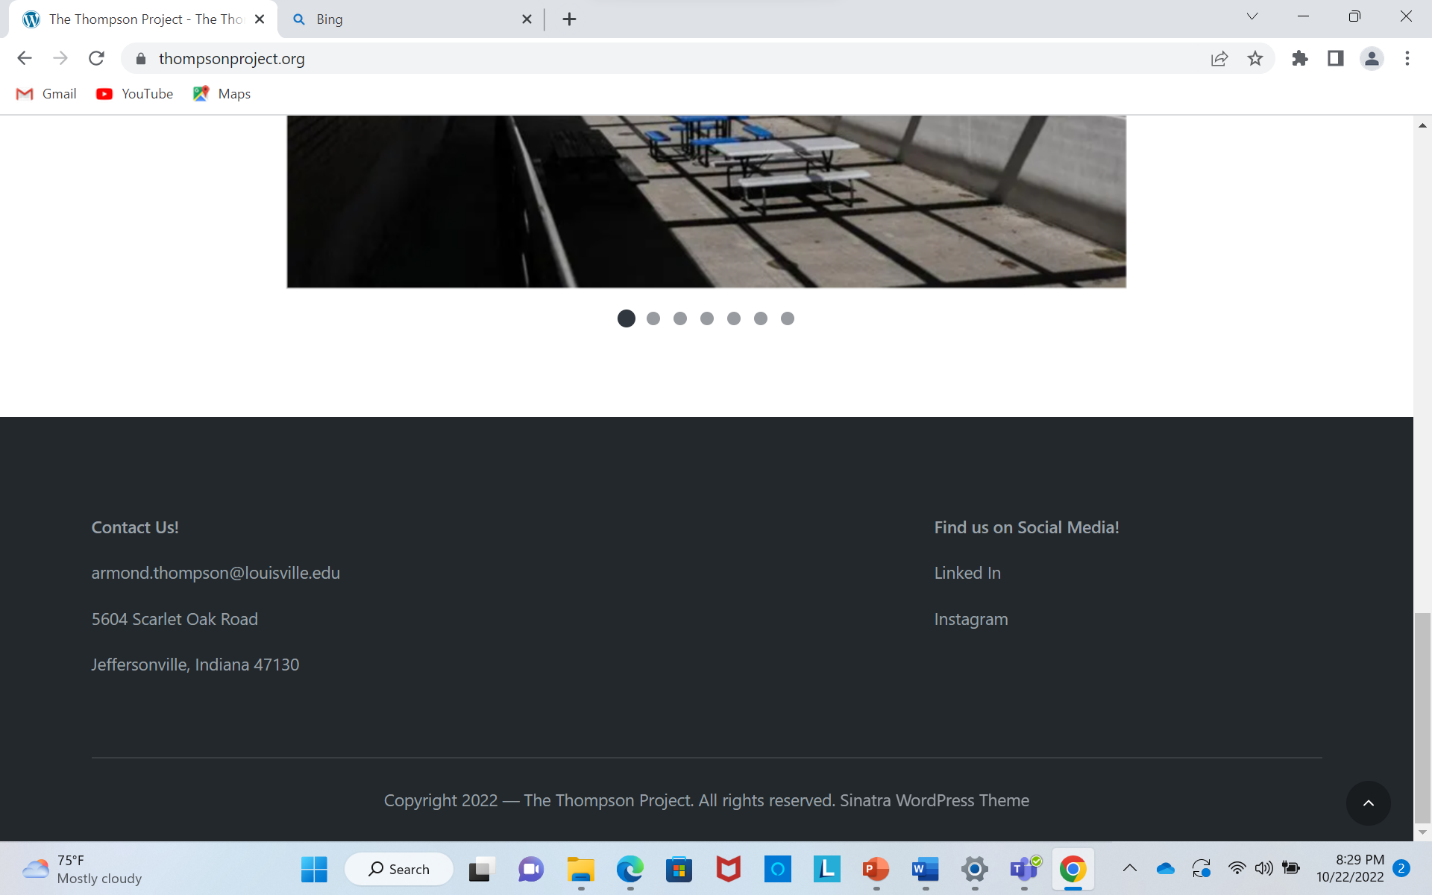 The Thompson Project - The Tho
Bing
thompsonproject.org
Gmail
YouTube
Maps
Contact Us!
Find us on Social Media!
armond.thompson@louisville.edu
Linked In
5604 Scarlet Oak Road
Instagram
Jeffersonville, Indiana 47130
Copyright 2022 — The Thompson Project. All rights reserved. Sinatra WordPress Theme
75°F
Mostly cloudy
Search
8:29 PM
10/22/2022
2